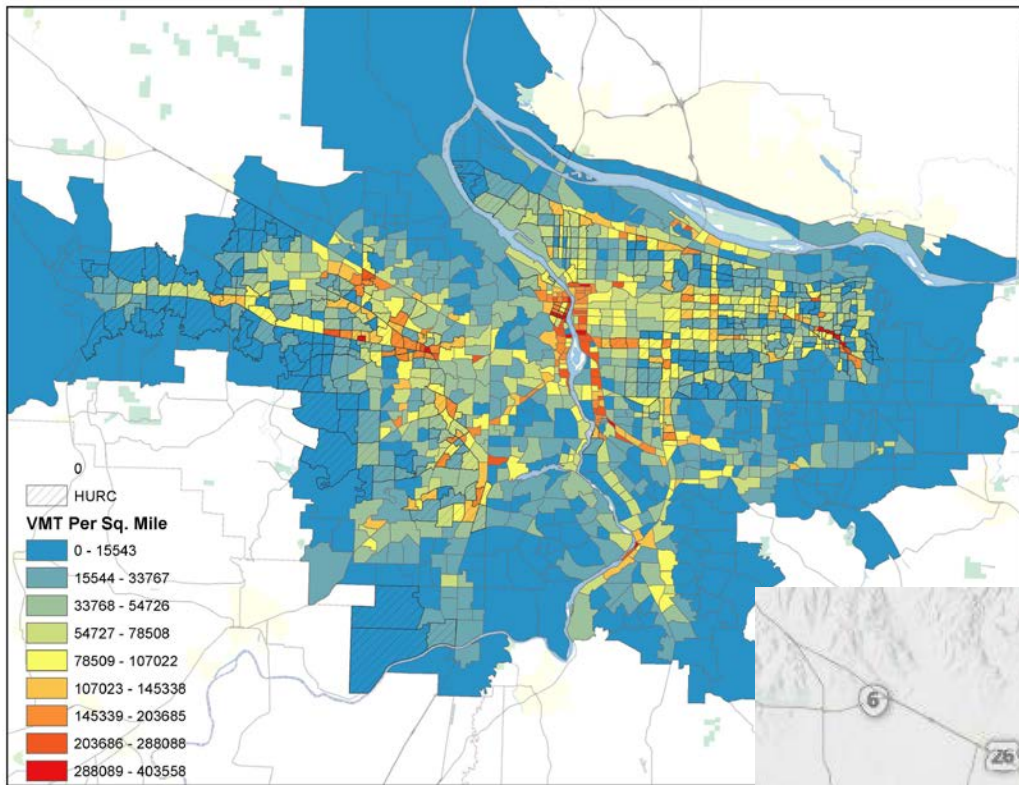 0
HURC
VMT Per Sq. Mile
0 - 15543
15544 - 33767
33768 - 54726
54727 - 78508
78509 - 107022
107023 - 145338
145339 - 203685
203686 - 288088
288089 - 403558
6
26